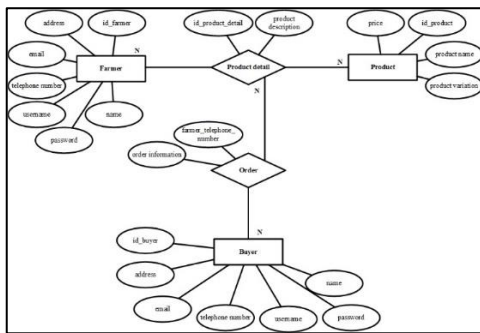 address
id_farmer
id_product_detail
product
description
price
id_product
email
N
N
product name
Farmer
Product detail
Product
telephone number
N
product variation
username
name
farmer_telephone_
number
password
order information
Order
id_buyer
N
Buyer
address
name
email
telephone number
username
password